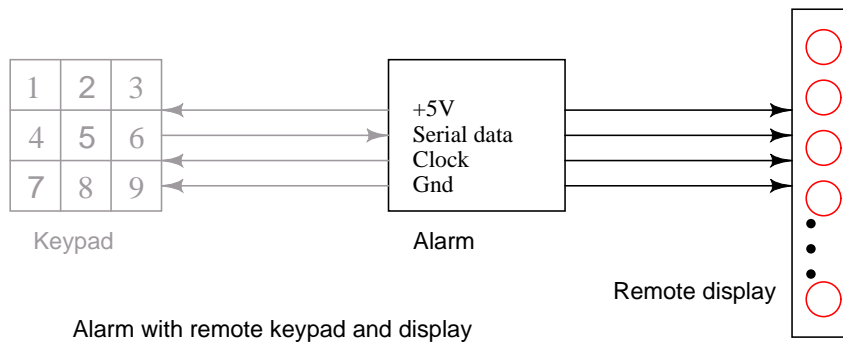 1 2 3
4 5 6
7 8 9
Keypad
+5V
Serial data
Clock
Gnd
Alarm
Remote display
Alarm with remote keypad and display